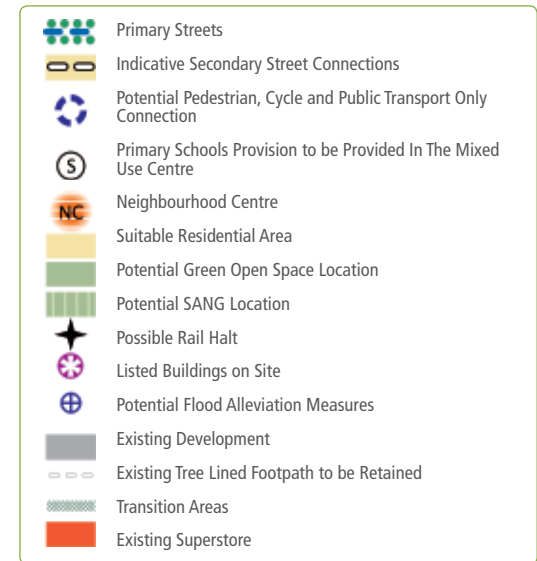 Primary Streets
Indicative Secondary Street Connections
Potential Pedestrian, Cycle and Public Transport Only
Connection
S
Primary Schools Provision to be Provided In The Mixed
Use Centre
NC
Neighbourhood Centre
Suitable Residential Area
Potential Green Open Space Location
Potential SANG Location
Possible Rail Halt
Listed Buildings on Site
Potential Flood Alleviation Measures
Existing Development
Existing Tree Lined Footpath to be Retained
Transition Areas
Existing Superstore